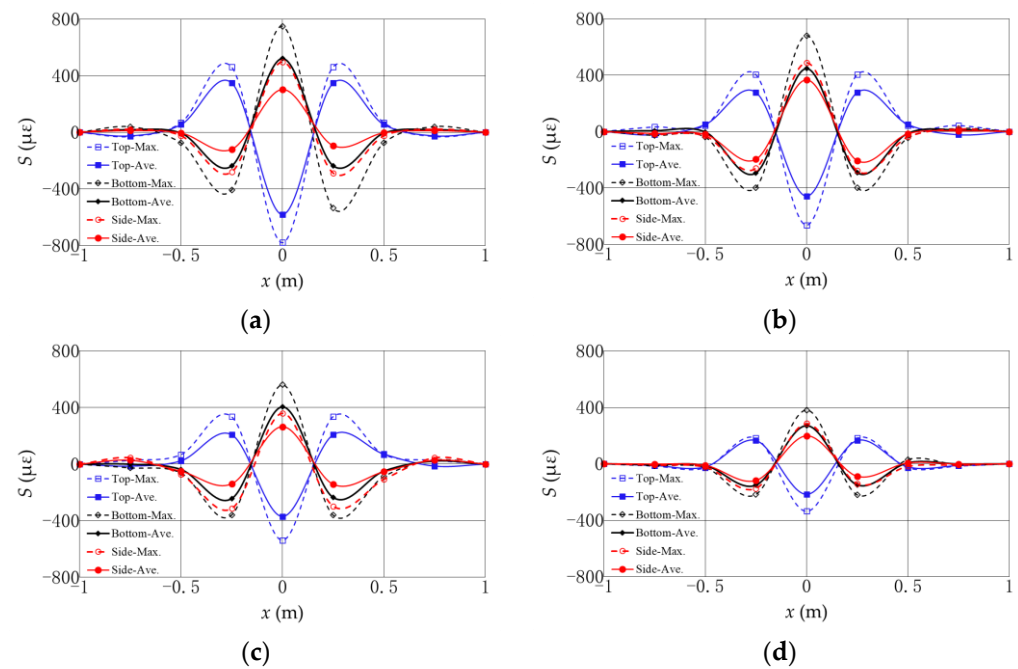 800
400
0
−400
−800
S (με)
Top-Max.
Top-Ave.
Bottom-Max.
Bottom-Ave.
Side-Max.
Side-Ave.
−1 −0.5 0 0.5 1
x (m)
(a)
800
400
0
−400
−800
S (με)
Top-Max.
Top-Ave.
Bottom-Max.
Bottom-Ave.
Side-Max.
Side-Ave.
−1 −0.5 0 0.5 1
x (m)
(b)
800
400
0
−400
−800
S (με)
Top-Max.
Top-Ave.
Bottom-Max.
Bottom-Ave.
Side-Max.
Side-Ave.
−1 −0.5 0 0.5 1
x (m)
(c)
800
400
0
−400
−800
S (με)
Top-Max.
Top-Ave.
Bottom-Max.
Bottom-Ave.
Side-Max.
Side-Ave.
−1 −0.5 0 0.5 1
x (m)
(d)